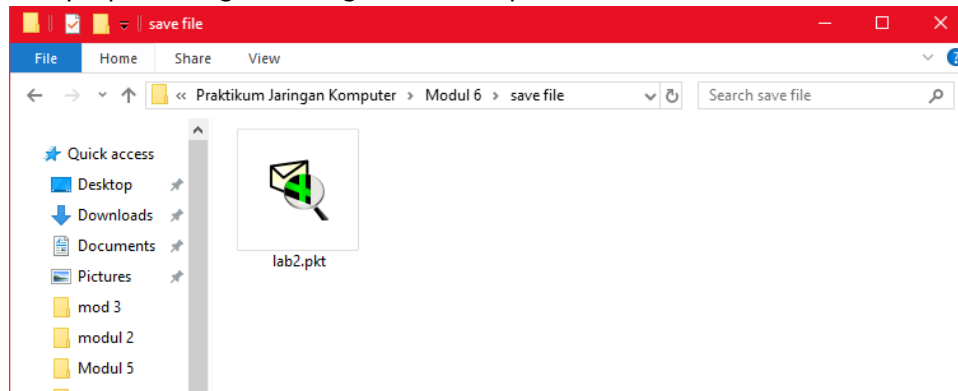 save file
File Home Share View
« Praktikum Jaringan Komputer > Modul 6 > save file Search save file
Quick access
Desktop
Downloads
Documents
Pictures
mod 3
modul 2
Modul 5
lab2.pkt